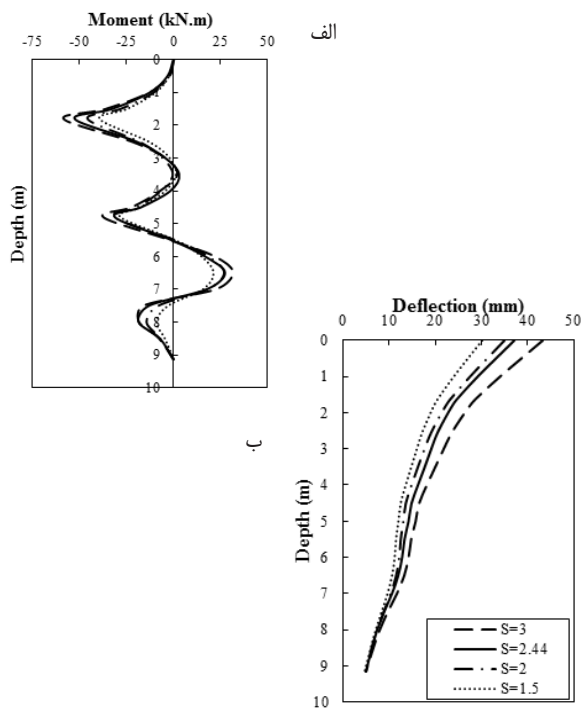 Moment (kN.m)
-75 -50 -25 0 25 50
الف
0
1
2
3
4
5
6
7
8
9
10
Depth (m)
ب
Deflection (mm)
0 10 20 30 40 50
0
1
2
3
4
5
6
7
8
9
10
Depth (m)
S=3
S=2.44
S=2
S=1.5